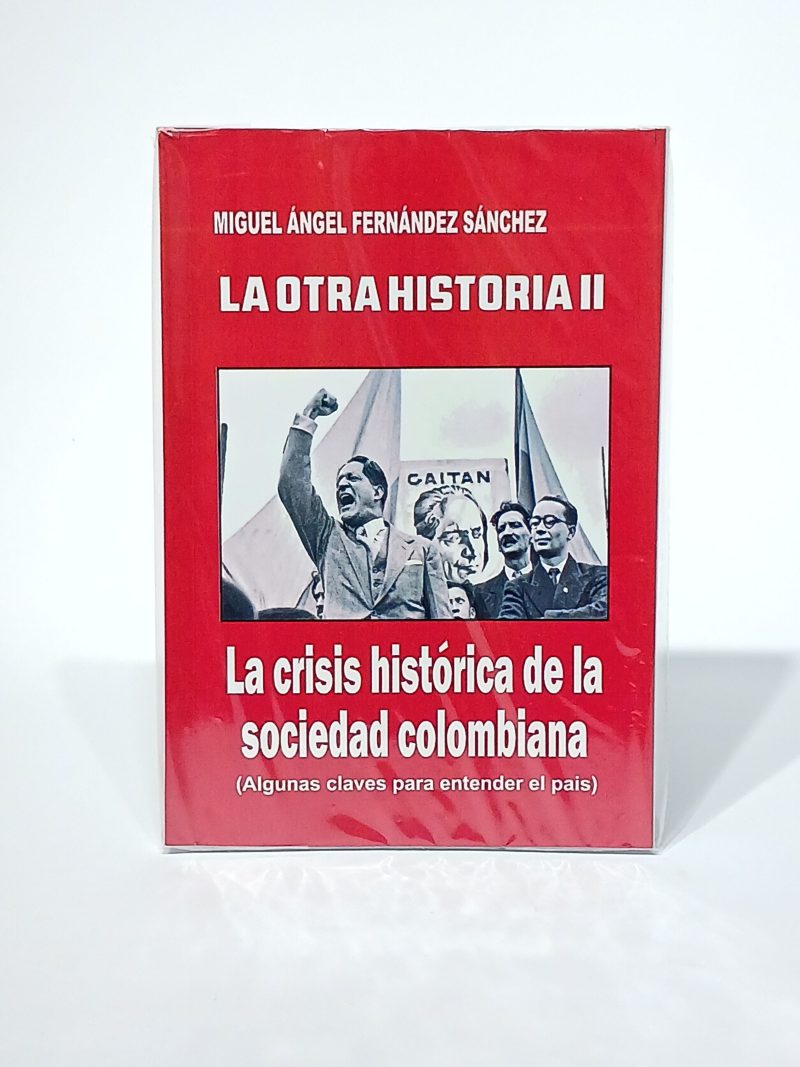 MIGUEL ÁNGEL FERNÁNDEZ SÁNCHEZ
LA OTRA HISTORIA II
GAITAN
La crisis histórica de la
sociedad colombiana
(Algunas claves para entender el pais)